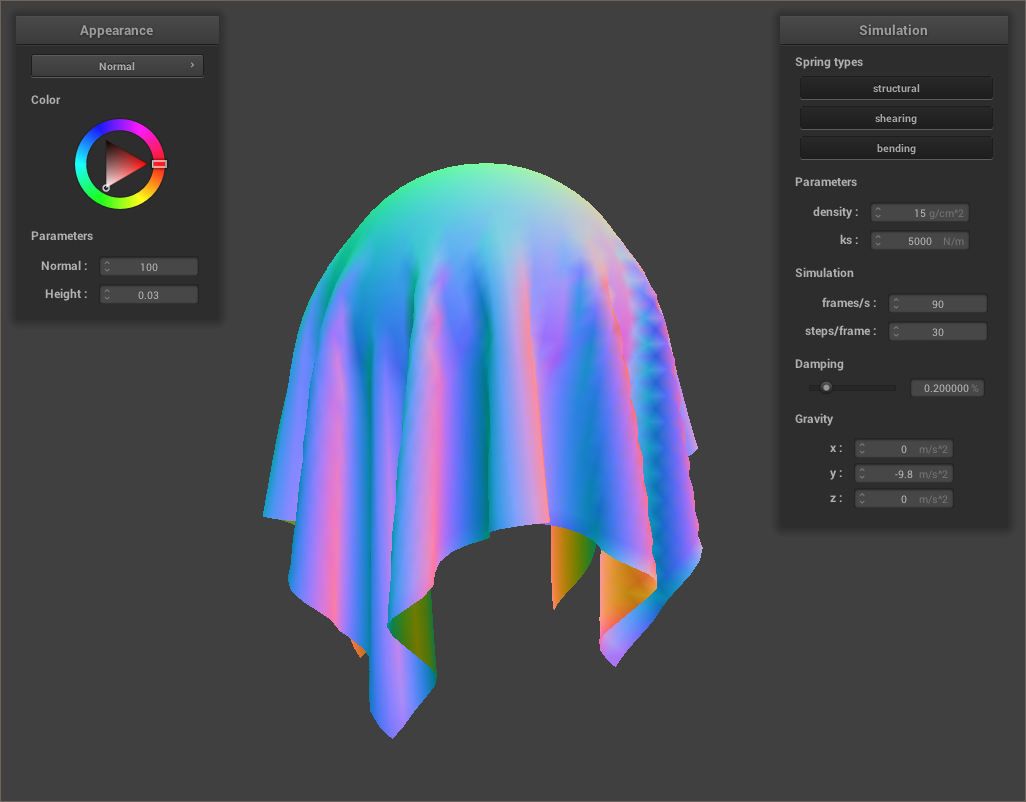 Appearance
Normal ›
Color
Parameters
Normal : 100
Height : 0.03
Simulation
Spring types
structural
shearing
bending
Parameters
density : 15 g/cm^2
ks : 5000 N/m
Simulation
frames/s : 90
steps/frame : 30
Damping
0.200000 %
Gravity
x : 0 m/s^2
y : -9.8 m/s^2
z : 0 m/s^2